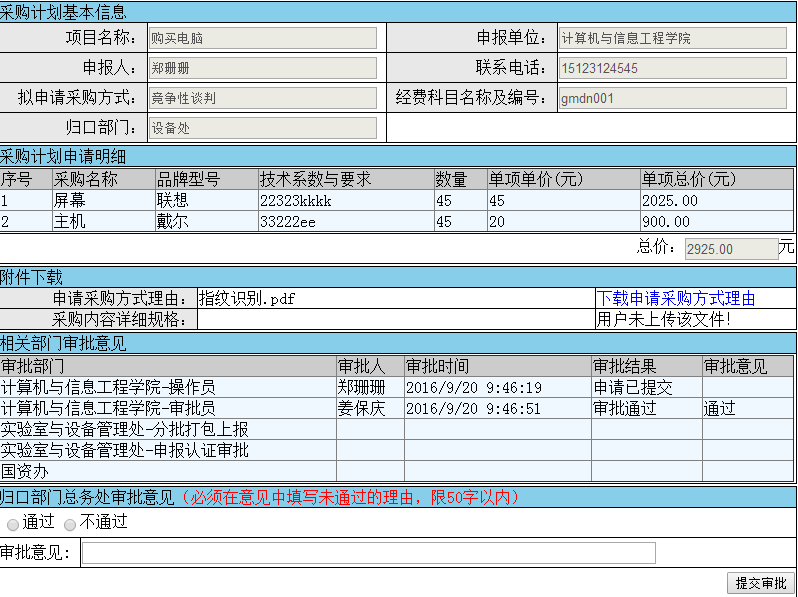 采购计划基本信息
项目名称： 购买电脑 申报单位： 计算机与信息工程学院
申报人： 郑珊珊 联系电话： 15123124545
拟申请采购方式： 竟争性谈判 经费科目名称及编号： gmdn001
归口部门： 设备处
采购计划申请明细
序号 采购名称 品牌型号 技术系数与要求 数量 单项单价(元) 单项总价(元)
1 屏幕 联想 22323kkkk 45 45 2025.00
2 主机 戴尔 33222ee 45 20 900.00
总价： 2925.00 元
附件下载
申请采购方式理由： 指纹识别.pdf 下载申请采购方式理由
采购内容详细规格： 用户未上传该文件！
相关部门审批意见
审批部门 审批人 审批时间 审批结果 审批意见
计算机与信息工程学院-操作员 郑珊珊 2016/9/20 9:46:19 申请已提交
计算机与信息工程学院-审批员 姜保庆 2016/9/20 9:46:51 审批通过 通过
实验室与设备管理处-分批打包上报
实验室与设备管理处-申报认证审批
国资办
归口部门总务处审批意见（必须在意见中填写未通过的理由，限50字以内）
通过 不通过
审批意见：
提交审批